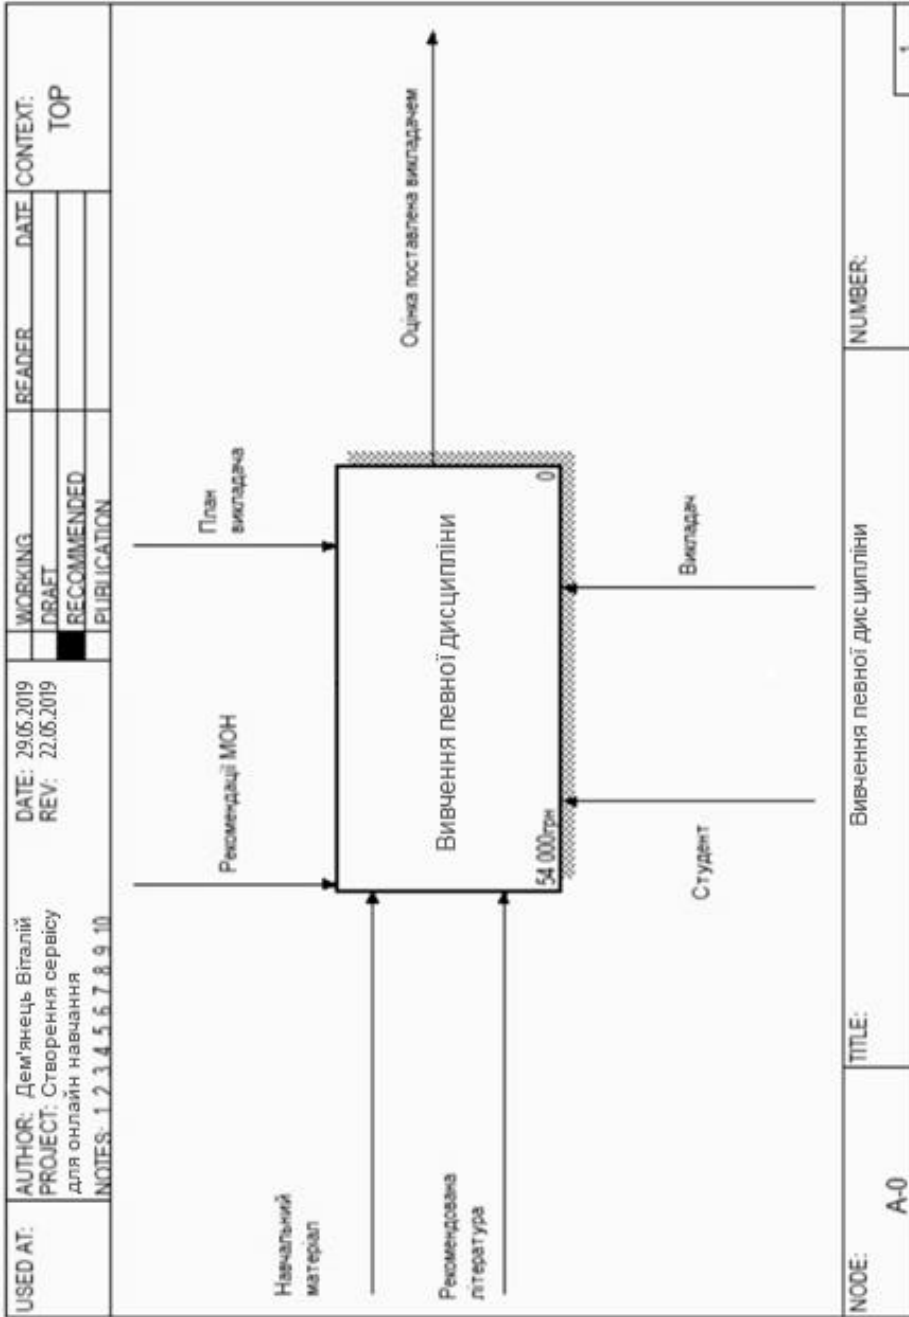 USED AT:
AUTHOR: Дем'янець Віталій
PROJECT: Створення сервісу
для онлайн навчання
NOTES: 1 2 3 4 5 6 7 8 9 10
DATE: 29.05.2019
REV: 22.05.2019
WORKING
DRAFT
RECOMMENDED
PUBLICATION
READER
DATE
CONTEXT:
TOP
Рекомендації МОН
План
викладача
Навчальний
матеріал
Рекомендована
література
Вивчення певної дисципліни
54 000грн
0
Оцінка поставлена викладачем
Студент
Викладач
NODE:
A-0
TITLE:
Вивчення певної дисципліни
NUMBER: